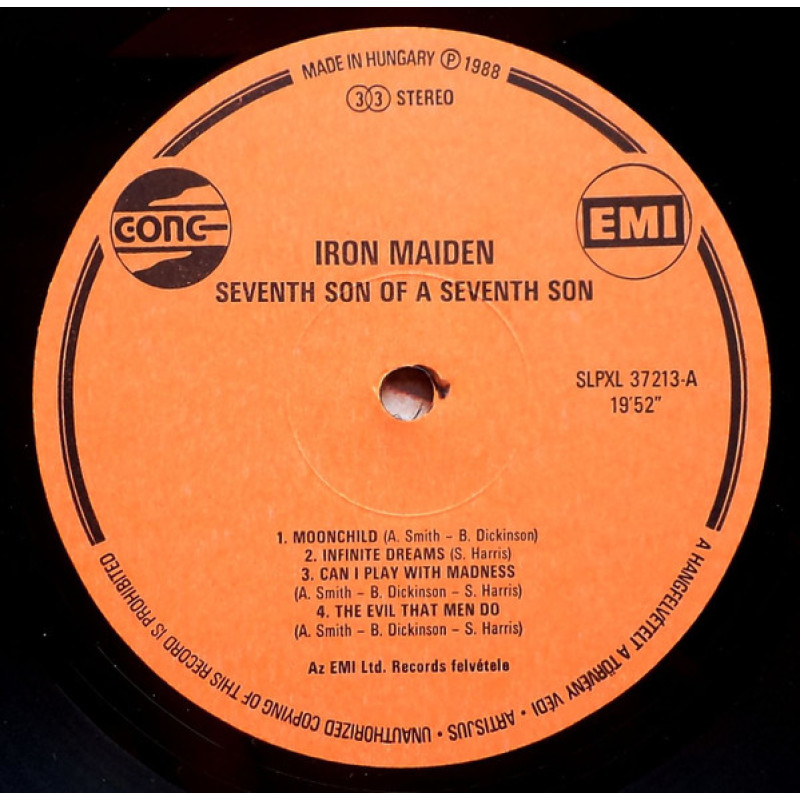 MADE IN HUNGARY Ⓟ 1988
33 STEREO
GONG
EMI
IRON MAIDEN
SEVENTH SON OF A SEVENTH SON
SLPXL 37213-A
19'52"
1. MOONCHILD (A. Smith – B. Dickinson)
2. INFINITE DREAMS (S. Harris)
3. CAN I PLAY WITH MADNESS
(A. Smith – B. Dickinson – S. Harris)
4. THE EVIL THAT MEN DO
(A. Smith – B. Dickinson – S. Harris)
Az EMI Ltd. Records felvétele
A HANGFELVÉTELT A TÖRVÉNY VÉDI • ARTISJUS • UNAUTHORIZED COPYING OF THIS RECORD IS PROHIBITED